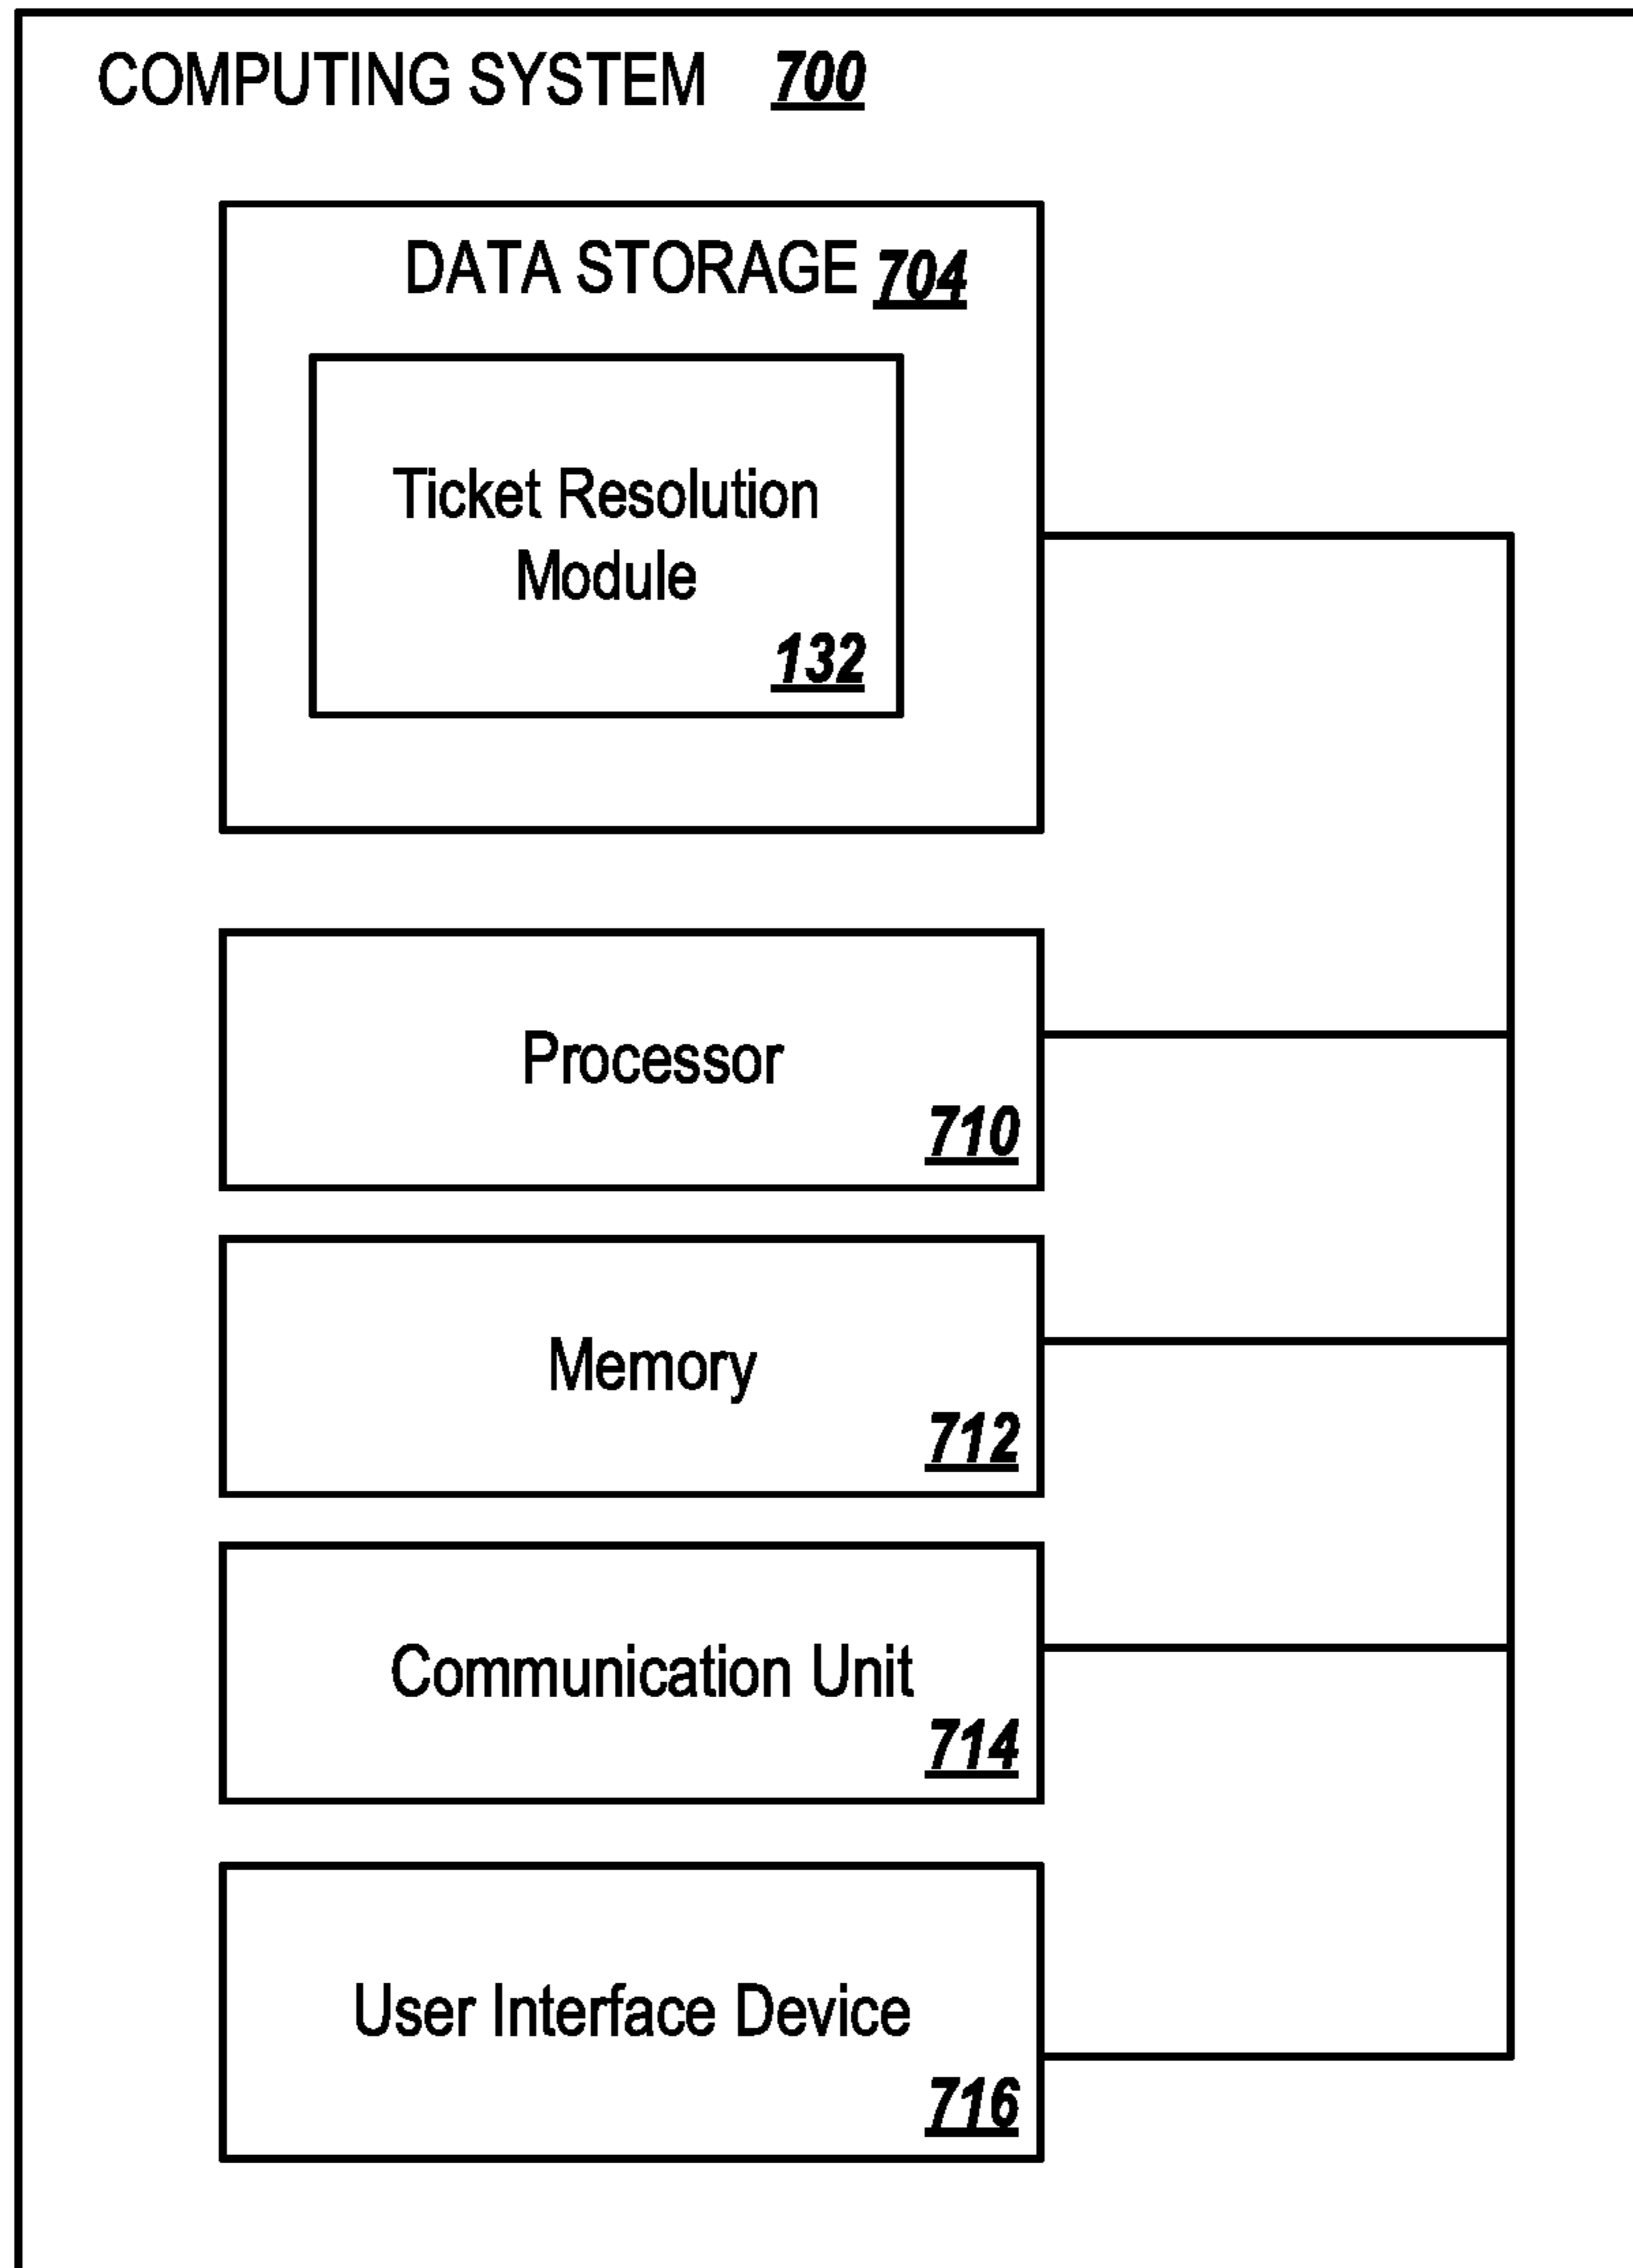 COMPUTING SYSTEM 700
DATA STORAGE 704
Ticket Resolution
Module
132
Processor
710
Memory
712
Communication Unit
714
User Interface Device
716